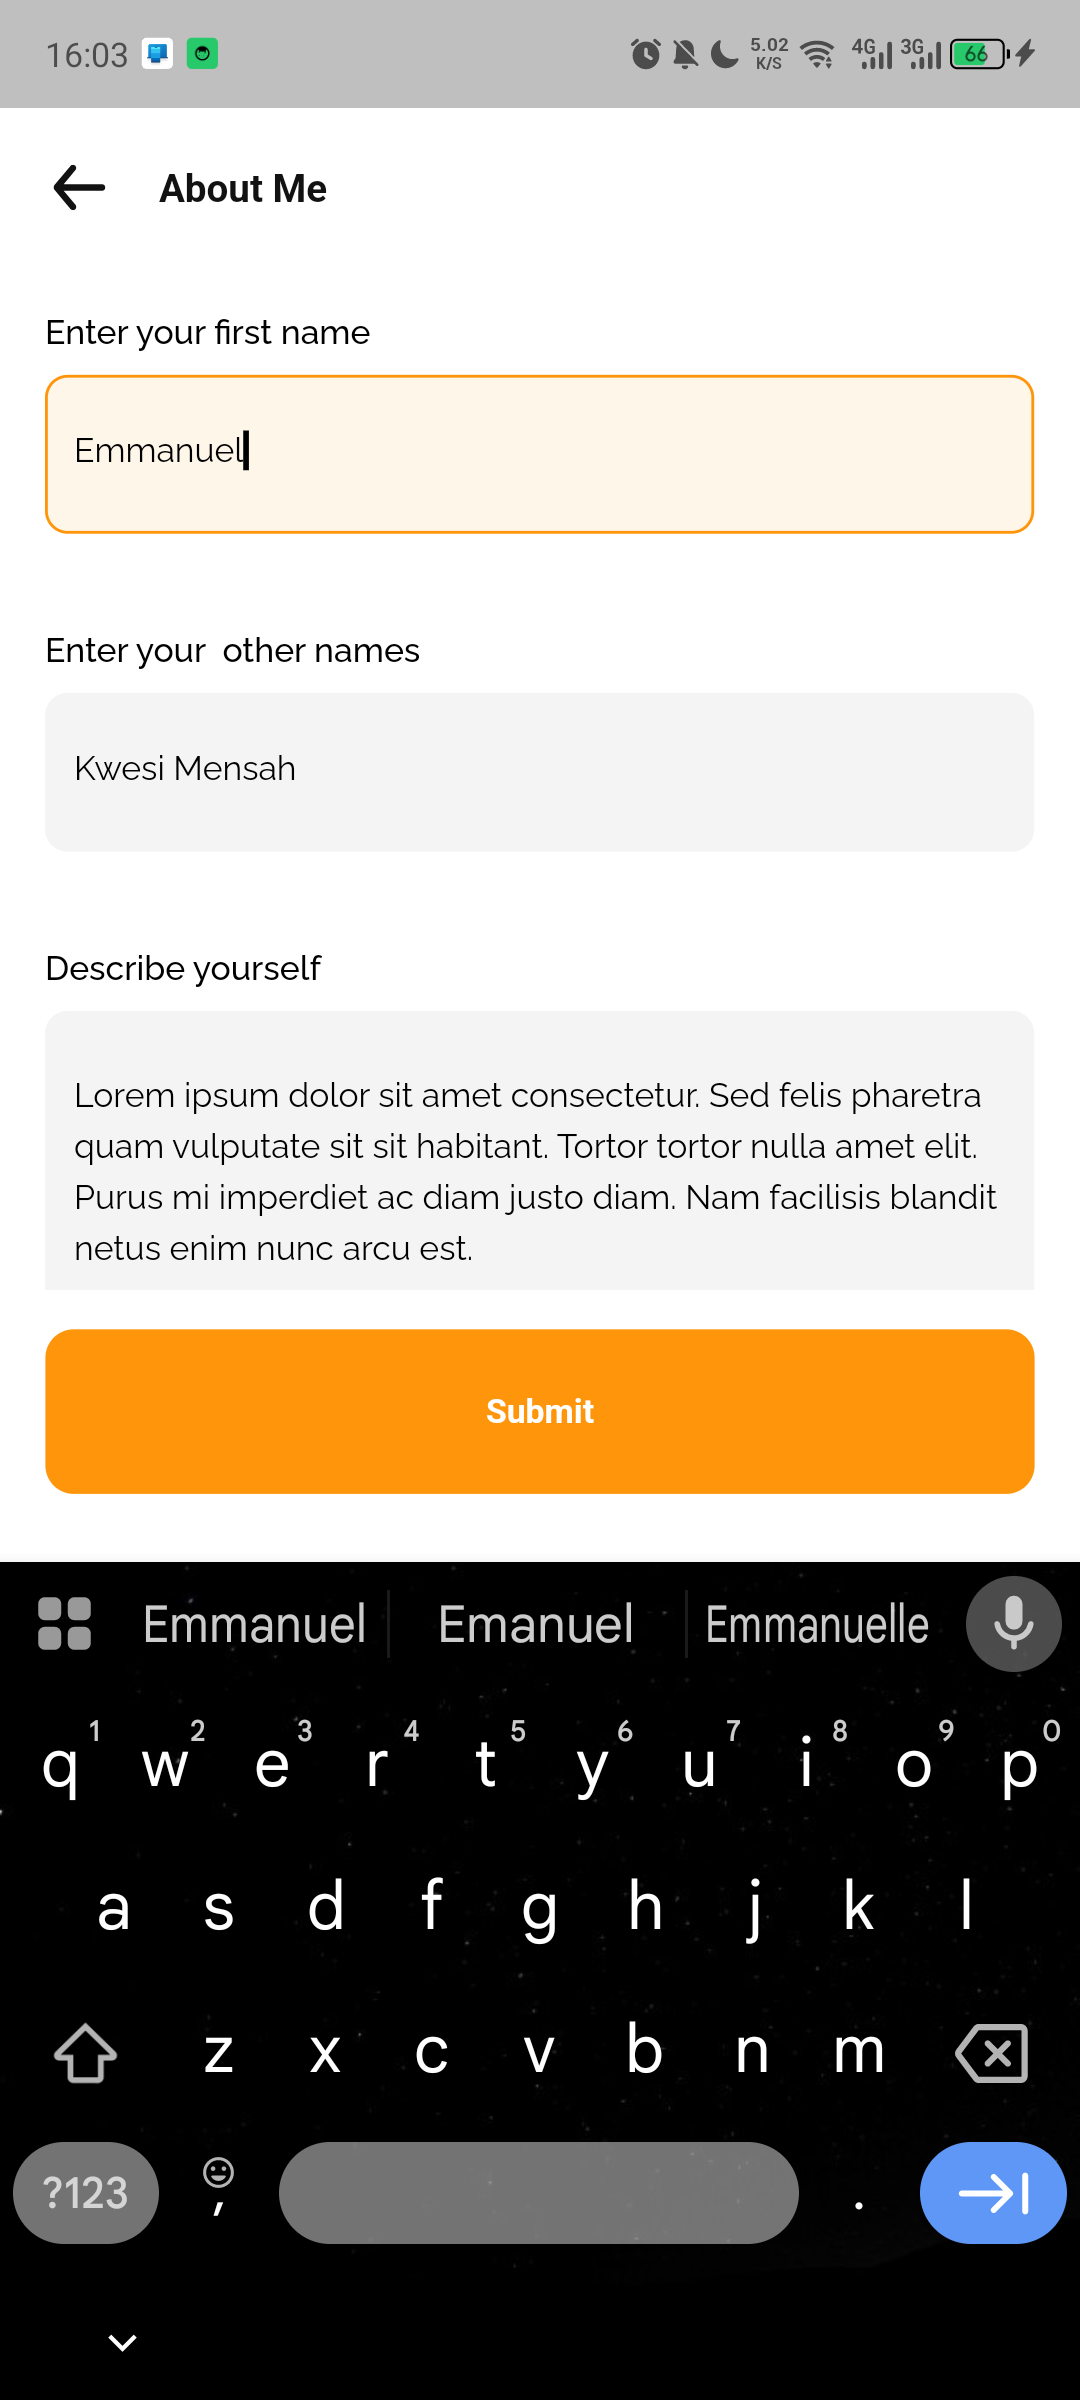 16:03 5.02 K/S 4G 3G 66
About Me
Enter your first name
Emmanuel
Enter your  other names
Kwesi Mensah
Describe yourself
Lorem ipsum dolor sit amet consectetur. Sed felis pharetra
quam vulputate sit sit habitant. Tortor tortor nulla amet elit.
Purus mi imperdiet ac diam justo diam. Nam facilisis blandit
netus enim nunc arcu est.
Submit
Emmanuel Emanuel Emmanuelle
q 1 w 2 e 3 r 4 t 5 y 6 u 7 i 8 o 9 p 0
a s d f g h j k l
z x c v b n m
?123 , .